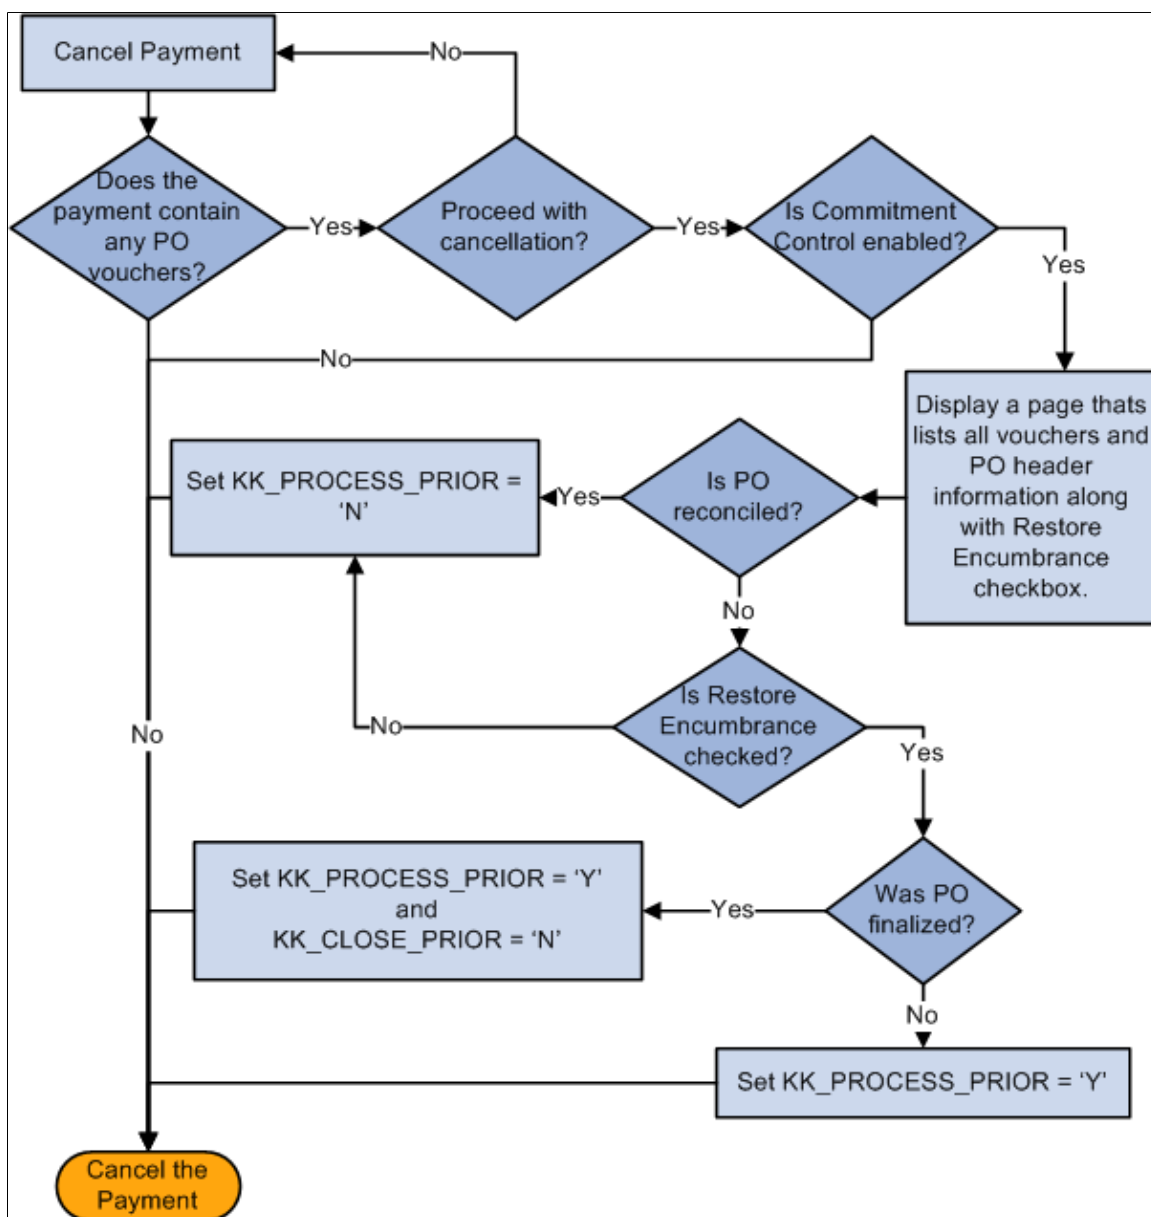 Cancel Payment
No
Does the
payment contain
any PO
vouchers?
Yes
Proceed with
cancellation?
Yes
Is Commitment
Control enabled?
Yes
No
Display a page thats
lists all vouchers and
PO header
information along
with Restore
Encumbrance
checkbox.
Is PO
reconciled?
Yes
Set KK_PROCESS_PRIOR =
‘N’
No
Is Restore
Encumbrance
checked?
No
Yes
No
Was PO
finalized?
Yes
Set KK_PROCESS_PRIOR = ‘Y’
and
KK_CLOSE_PRIOR = ‘N’
No
Set KK_PROCESS_PRIOR = ‘Y’
Cancel the
Payment